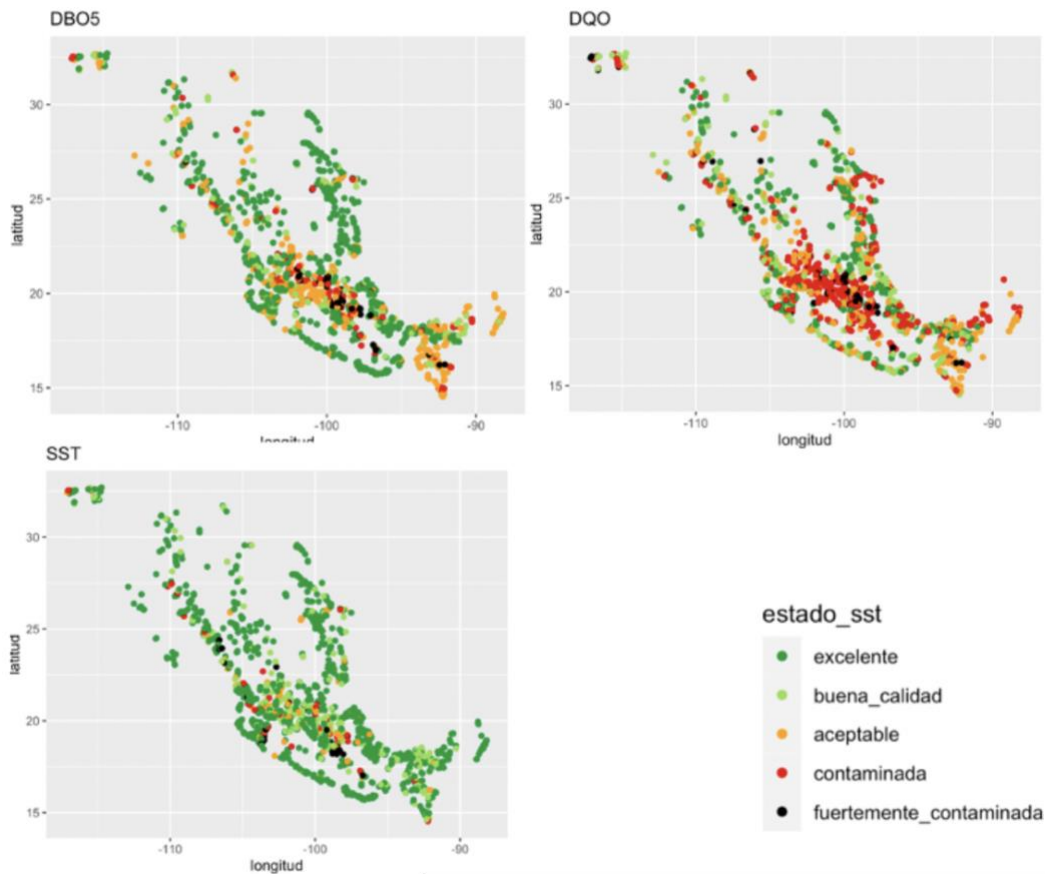 DBO5
30
25
20
15
latitud
-110
-100
-90
longitud
DQO
30
25
20
15
latitud
-110
-100
-90
longitud
SST
30
25
20
15
latitud
-110
-100
-90
longitud
estado_sst
excelente
buena_calidad
aceptable
contaminada
fuertemente_contaminada